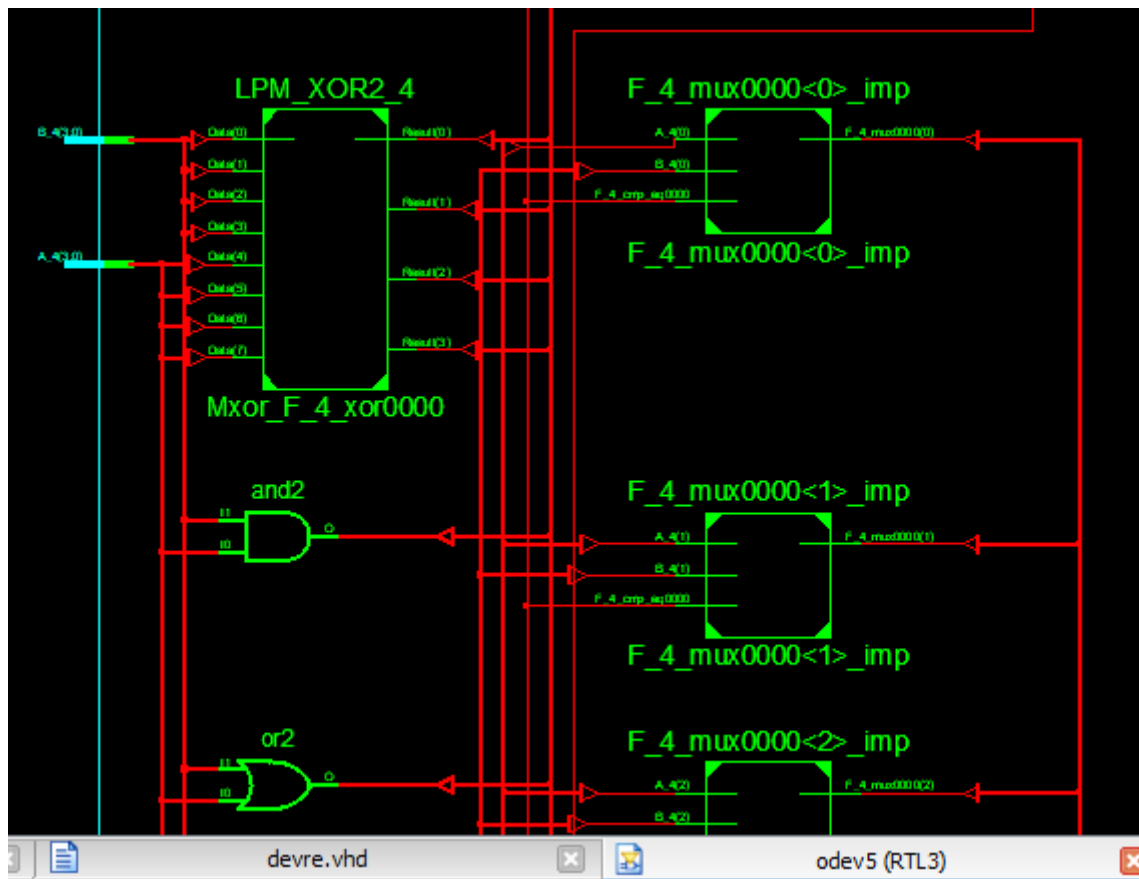 LPM_XOR2_4
B_4(3:0)
Data(0)
Data(1)
Data(2)
Data(3)
A_4(3:0)
Data(4)
Data(5)
Data(6)
Data(7)
Result(0)
Result(1)
Result(2)
Result(3)
Mxor_F_4_xor0000
and2
I1
I0
O
or2
I1
I0
O
F_4_mux0000<0>_imp
A_4(0)
B_4(0)
F_4_cmp_eq0000
F_4_mux0000(0)
F_4_mux0000<0>_imp
F_4_mux0000<1>_imp
A_4(1)
B_4(1)
F_4_cmp_eq0000
F_4_mux0000(1)
F_4_mux0000<1>_imp
F_4_mux0000<2>_imp
A_4(2)
B_4(2)
F_4_mux0000(2)
devre.vhd
odev5 (RTL3)